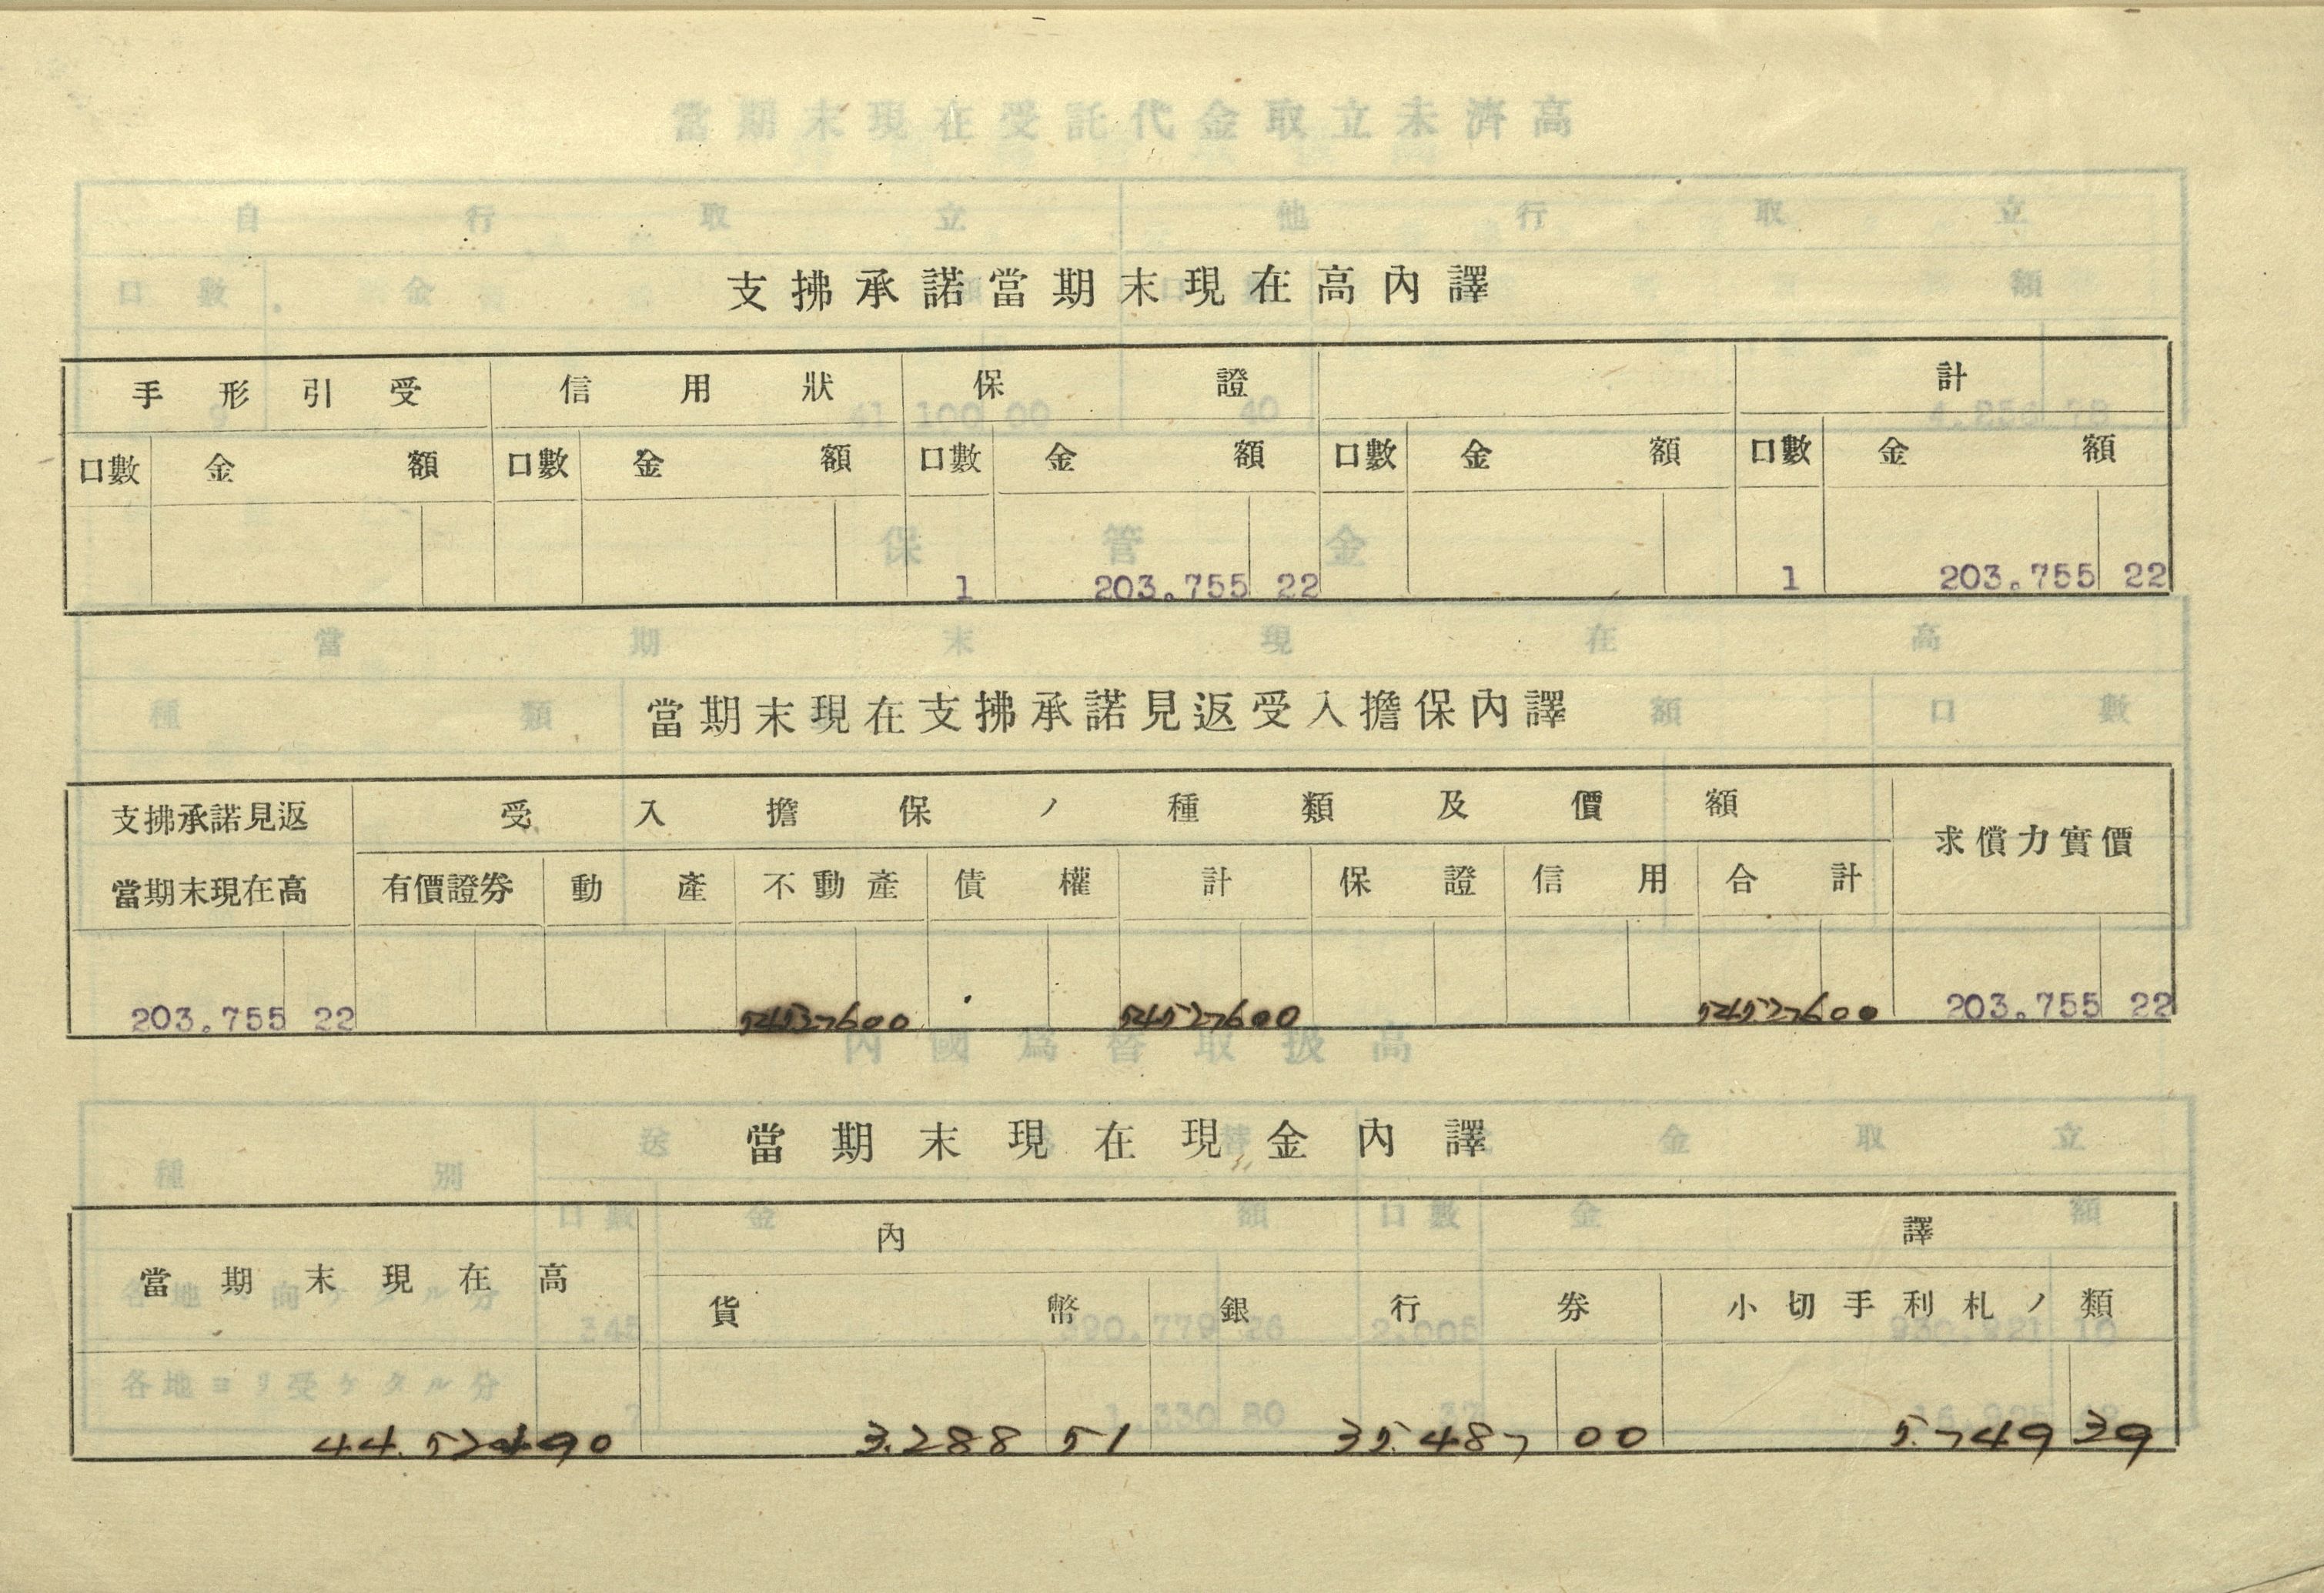 支拂承諾當期末現在高內譯
手形引受 信用狀 保證 計
口數 金額 口數 金額 口數 金額 口數 金額 口數 金額
1 203.755 22 1 203.755 22
當期末現在支拂承諾見返受入擔保內譯
支拂承諾見返當期末現在高 受入擔保ノ種類及價額 求償力實價
有價證券 動產 不動產 債權 計 保證 信用 合計
203.755 22 203.755 22
當期末現在現金內譯
當期末現在高 內譯
貨幣 銀行券 小切手利札ノ類
3.288 51 35.487 00 5.749 39